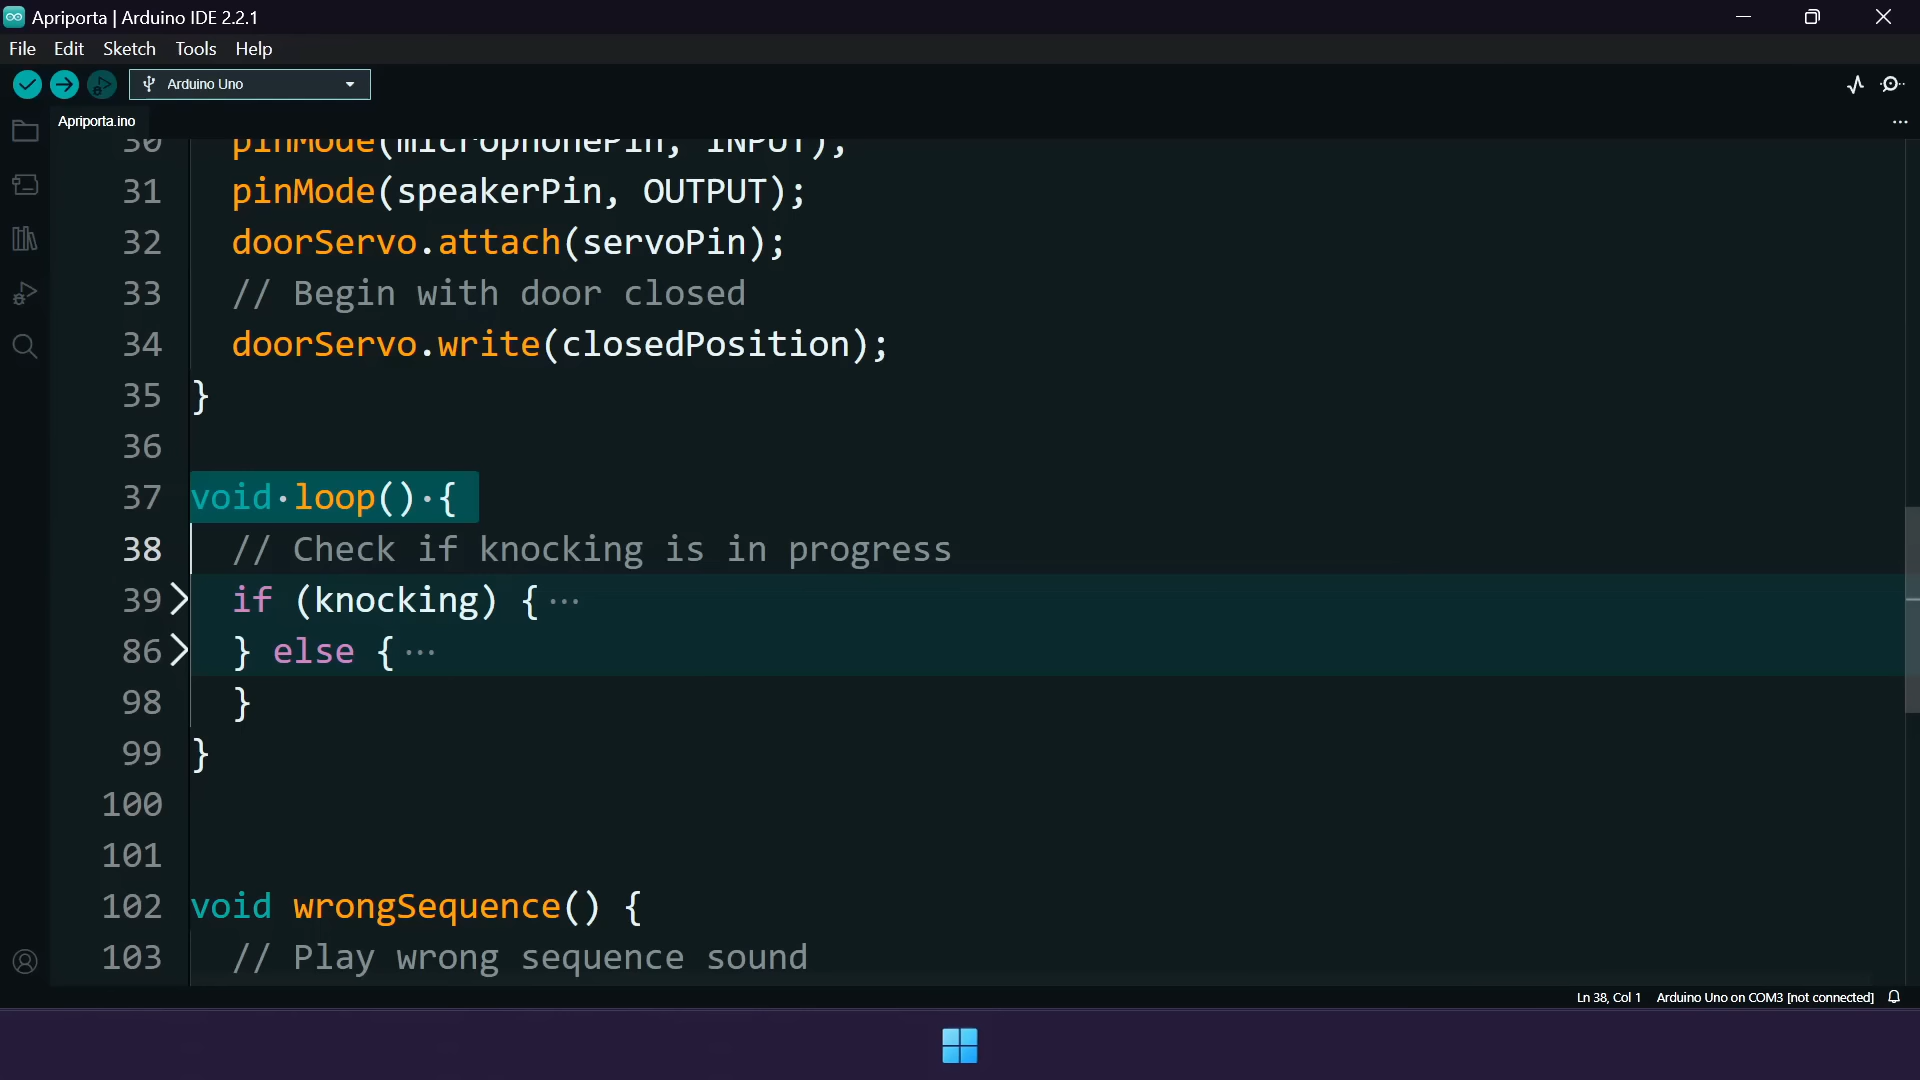 Apriporta | Arduino IDE 2.2.1
File Edit Sketch Tools Help
Arduino Uno
Apriporta.ino
30 pinMode(microphonePin, INPUT);
31 pinMode(speakerPin, OUTPUT);
32 doorServo.attach(servoPin);
33 // Begin with door closed
34 doorServo.write(closedPosition);
35 }
36
37 void·loop()·{
38 // Check if knocking is in progress
39 if (knocking) { ···
86 } else { ···
98 }
99 }
100
101
102 void wrongSequence() {
103 // Play wrong sequence sound
Ln 38, Col 1 Arduino Uno on COM3 [not connected]